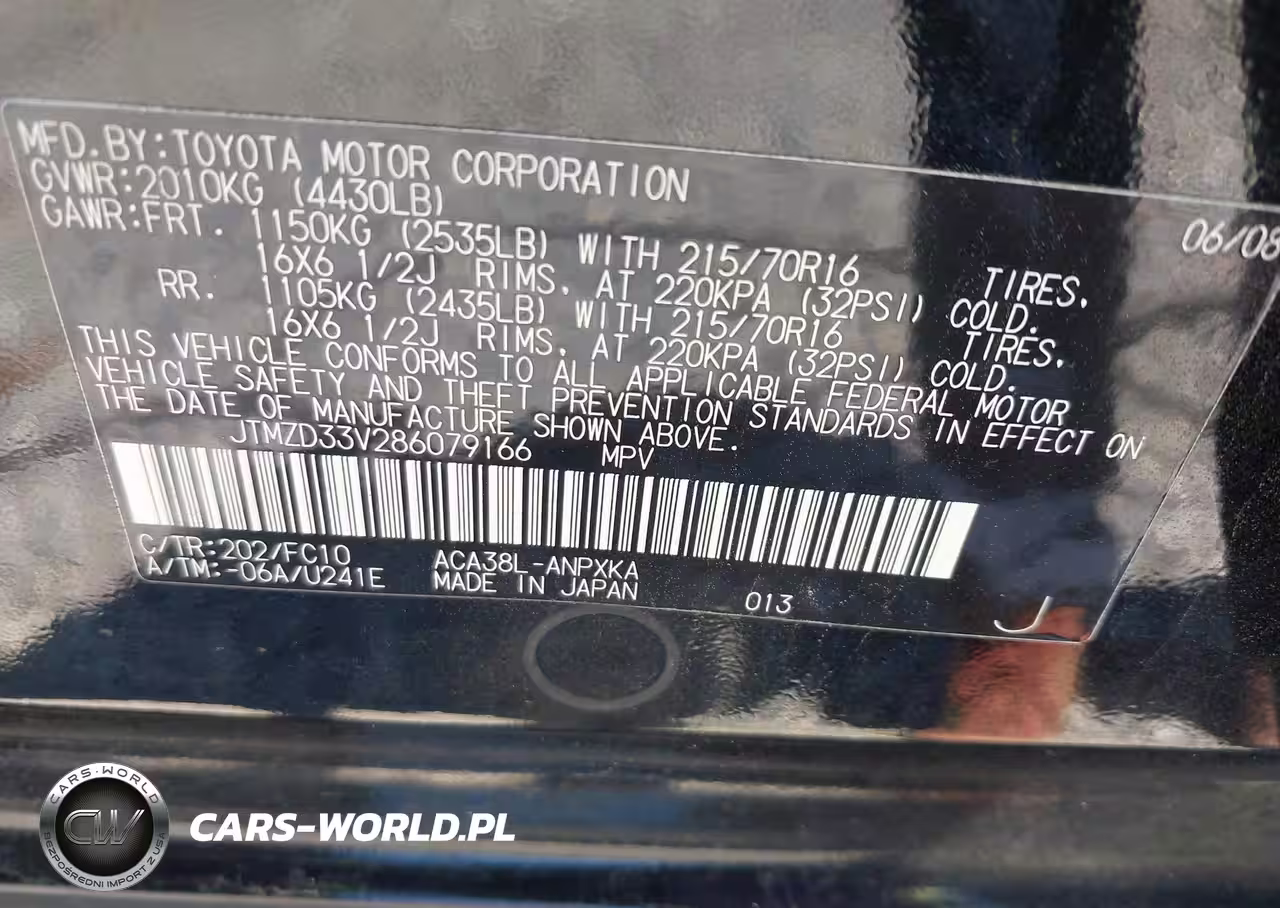 MFD.BY:TOYOTA MOTOR CORPORATION 06/08
GVWR:2010KG (4430LB)
GAWR:FRT. 1150KG (2535LB) WITH 215/70R16 TIRES,
16X6 1/2J RIMS, AT 220KPA (32PSI) COLD.
RR. 1105KG (2435LB) WITH 215/70R16 TIRES,
16X6 1/2J RIMS, AT 220KPA (32PSI) COLD.
THIS VEHICLE CONFORMS TO ALL APPLICABLE FEDERAL MOTOR
VEHICLE SAFETY AND THEFT PREVENTION STANDARDS IN EFFECT ON
THE DATE OF MANUFACTURE SHOWN ABOVE.
JTMZD33V286079166 MPV
C/TR:202/FC10 ACA38L-ANPXKA
A/TM:-06A/U241E MADE IN JAPAN 013 J
CARS-WORLD
CW
BEZPOŚREDNI IMPORT Z USA
CARS-WORLD.PL